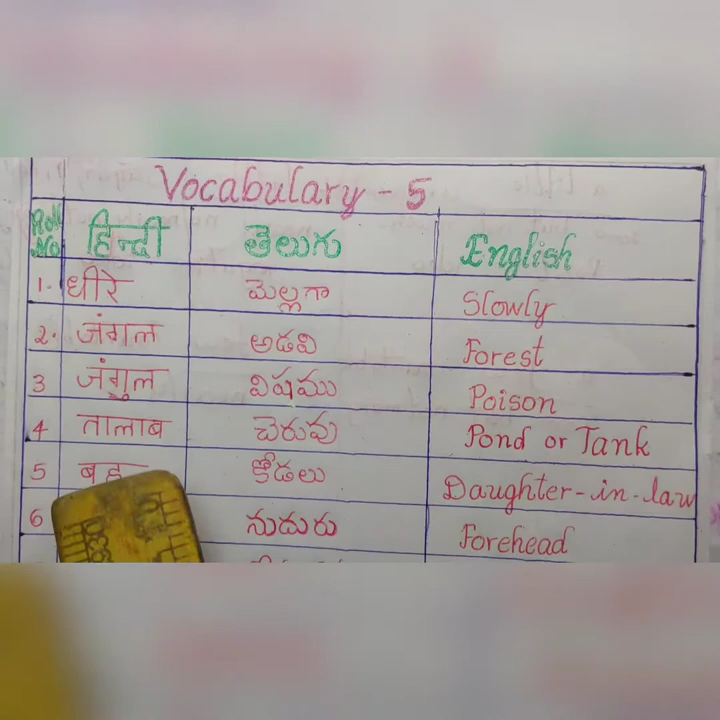 Vocabulary - 5
Roll No हिन्दी తెలుగు English
1. धीरे మెల్లగా Slowly
2. जंगल అడవి Forest
3 जंगुल విషము Poison
4 तालाब చెరువు Pond or Tank
5 కోడలు Daughter-in-law
6 నుదురు Forehead